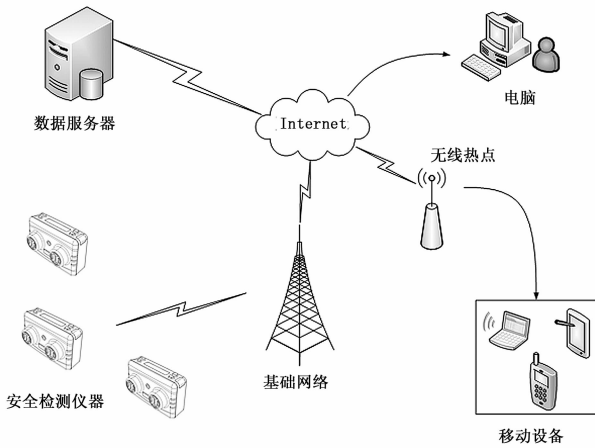 数据服务器
Internet
电脑
无线热点
安全检测仪器
基础网络
移动设备